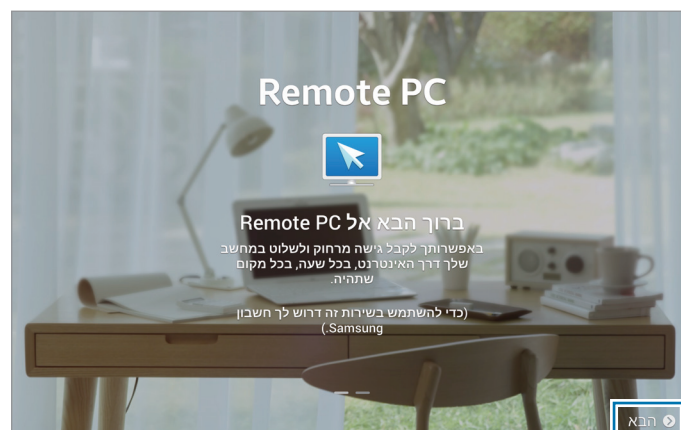 Remote PC
ברוך הבא אל Remote PC
באפשרותך לקבל גישה מרחוק ולשלוט במחשב
שלך דרך האינטרנט, בכל שעה, בכל מקום
שתהיה.
(כדי להשתמש בשירות זה דרוש לך חשבון
Samsung.)
הבא